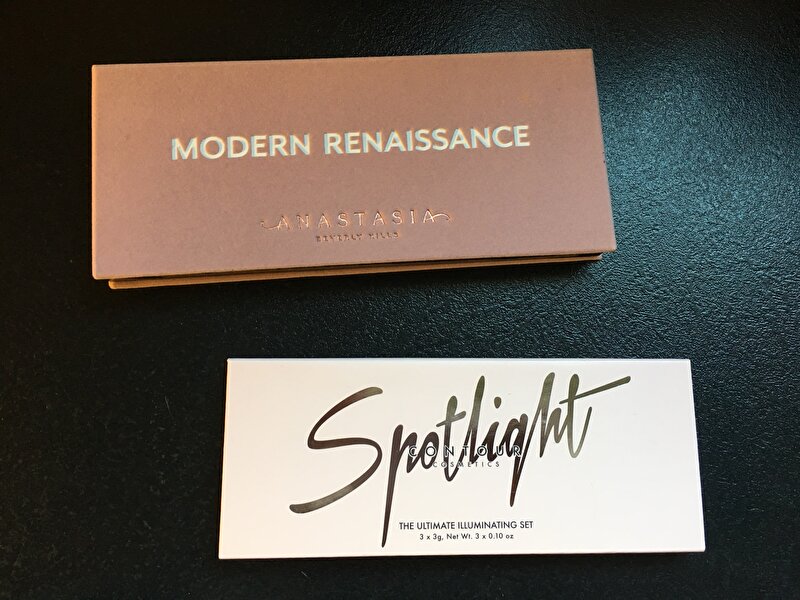 MODERN RENAISSANCE
ANASTASIA
BEVERLY HILLS
Spotlight
CONTOUR
COSMETICS
THE ULTIMATE ILLUMINATING SET
3 x 3g, Net Wt. 3 x 0.10 oz